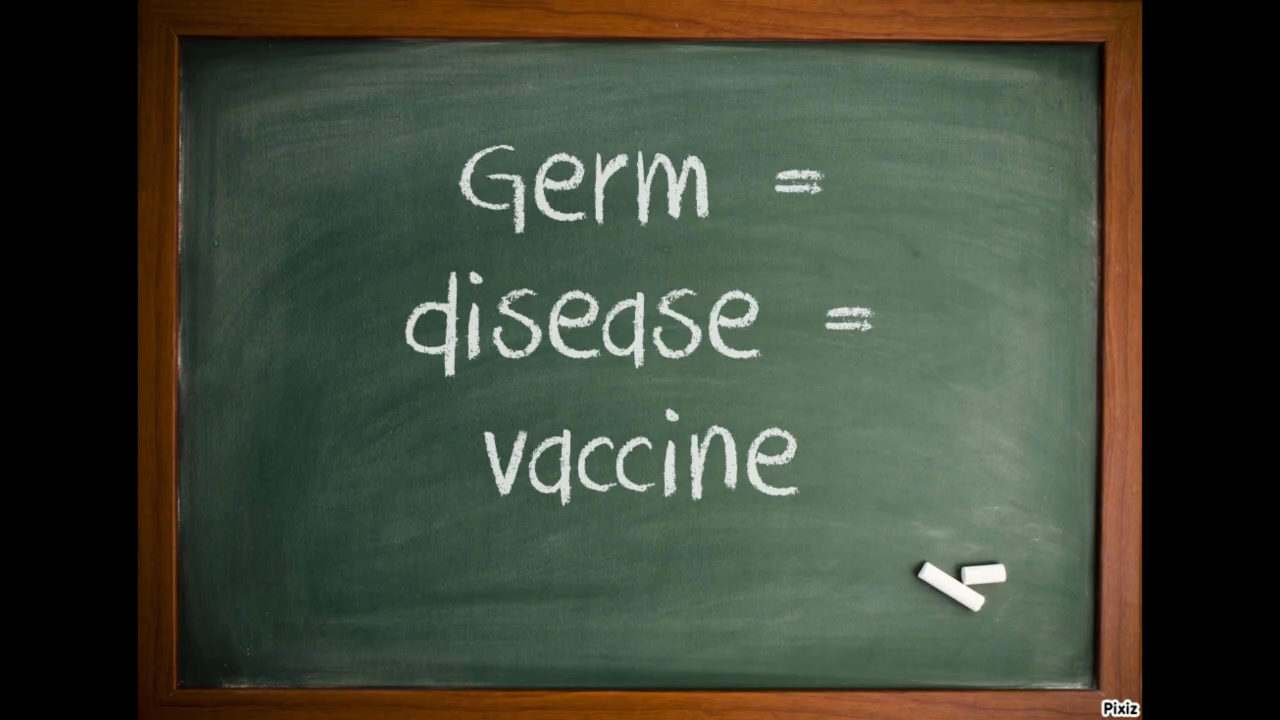 Germ =
disease =
vaccine
Pixiz